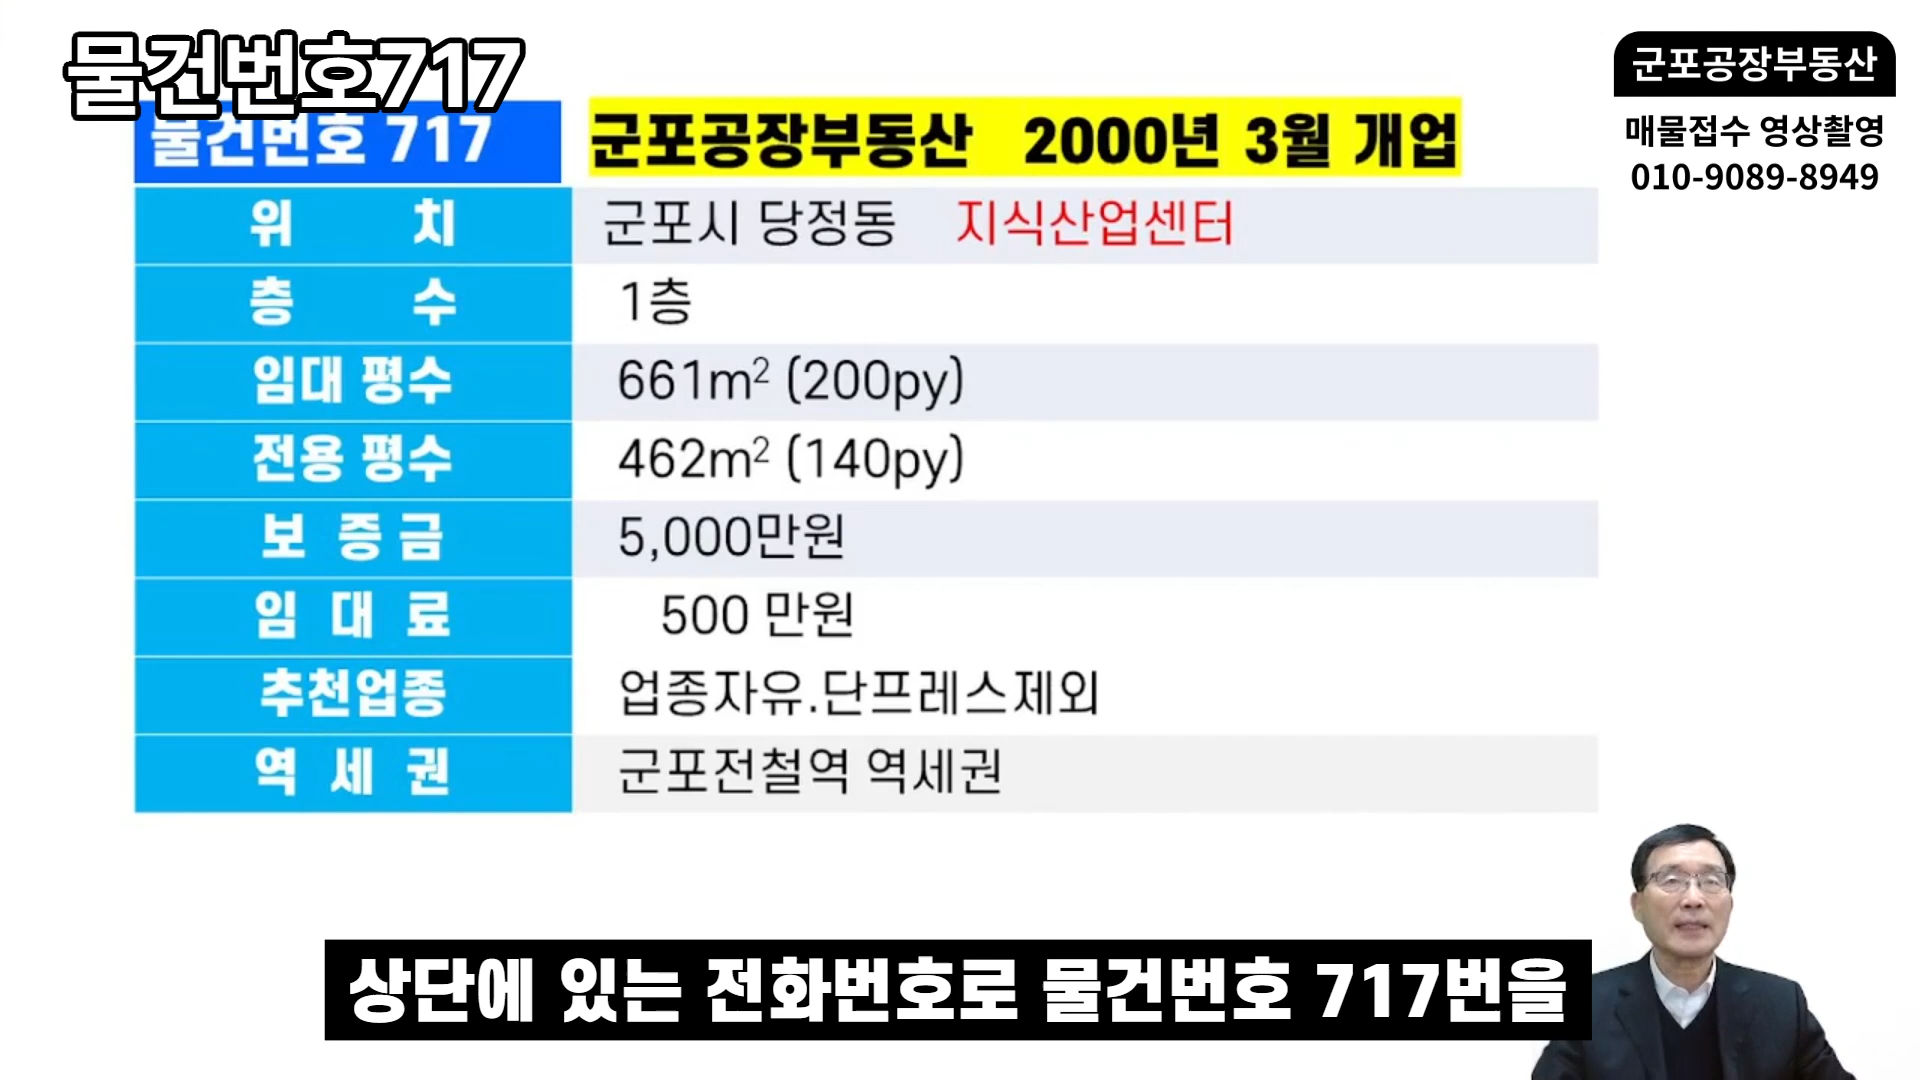 물건번호717
군포공장부동산
매물접수 영상촬영
010-9089-8949
물건번호 717
군포공장부동산 2000년 3월 개업
위 치 군포시 당정동 지식산업센터
층 수 1층
임대 평수 661m² (200py)
전용 평수 462m² (140py)
보 증 금 5,000만원
임 대 료 500 만원
추천업종 업종자유.단프레스제외
역 세 권 군포전철역 역세권
상단에 있는 전화번호로 물건번호 717번을